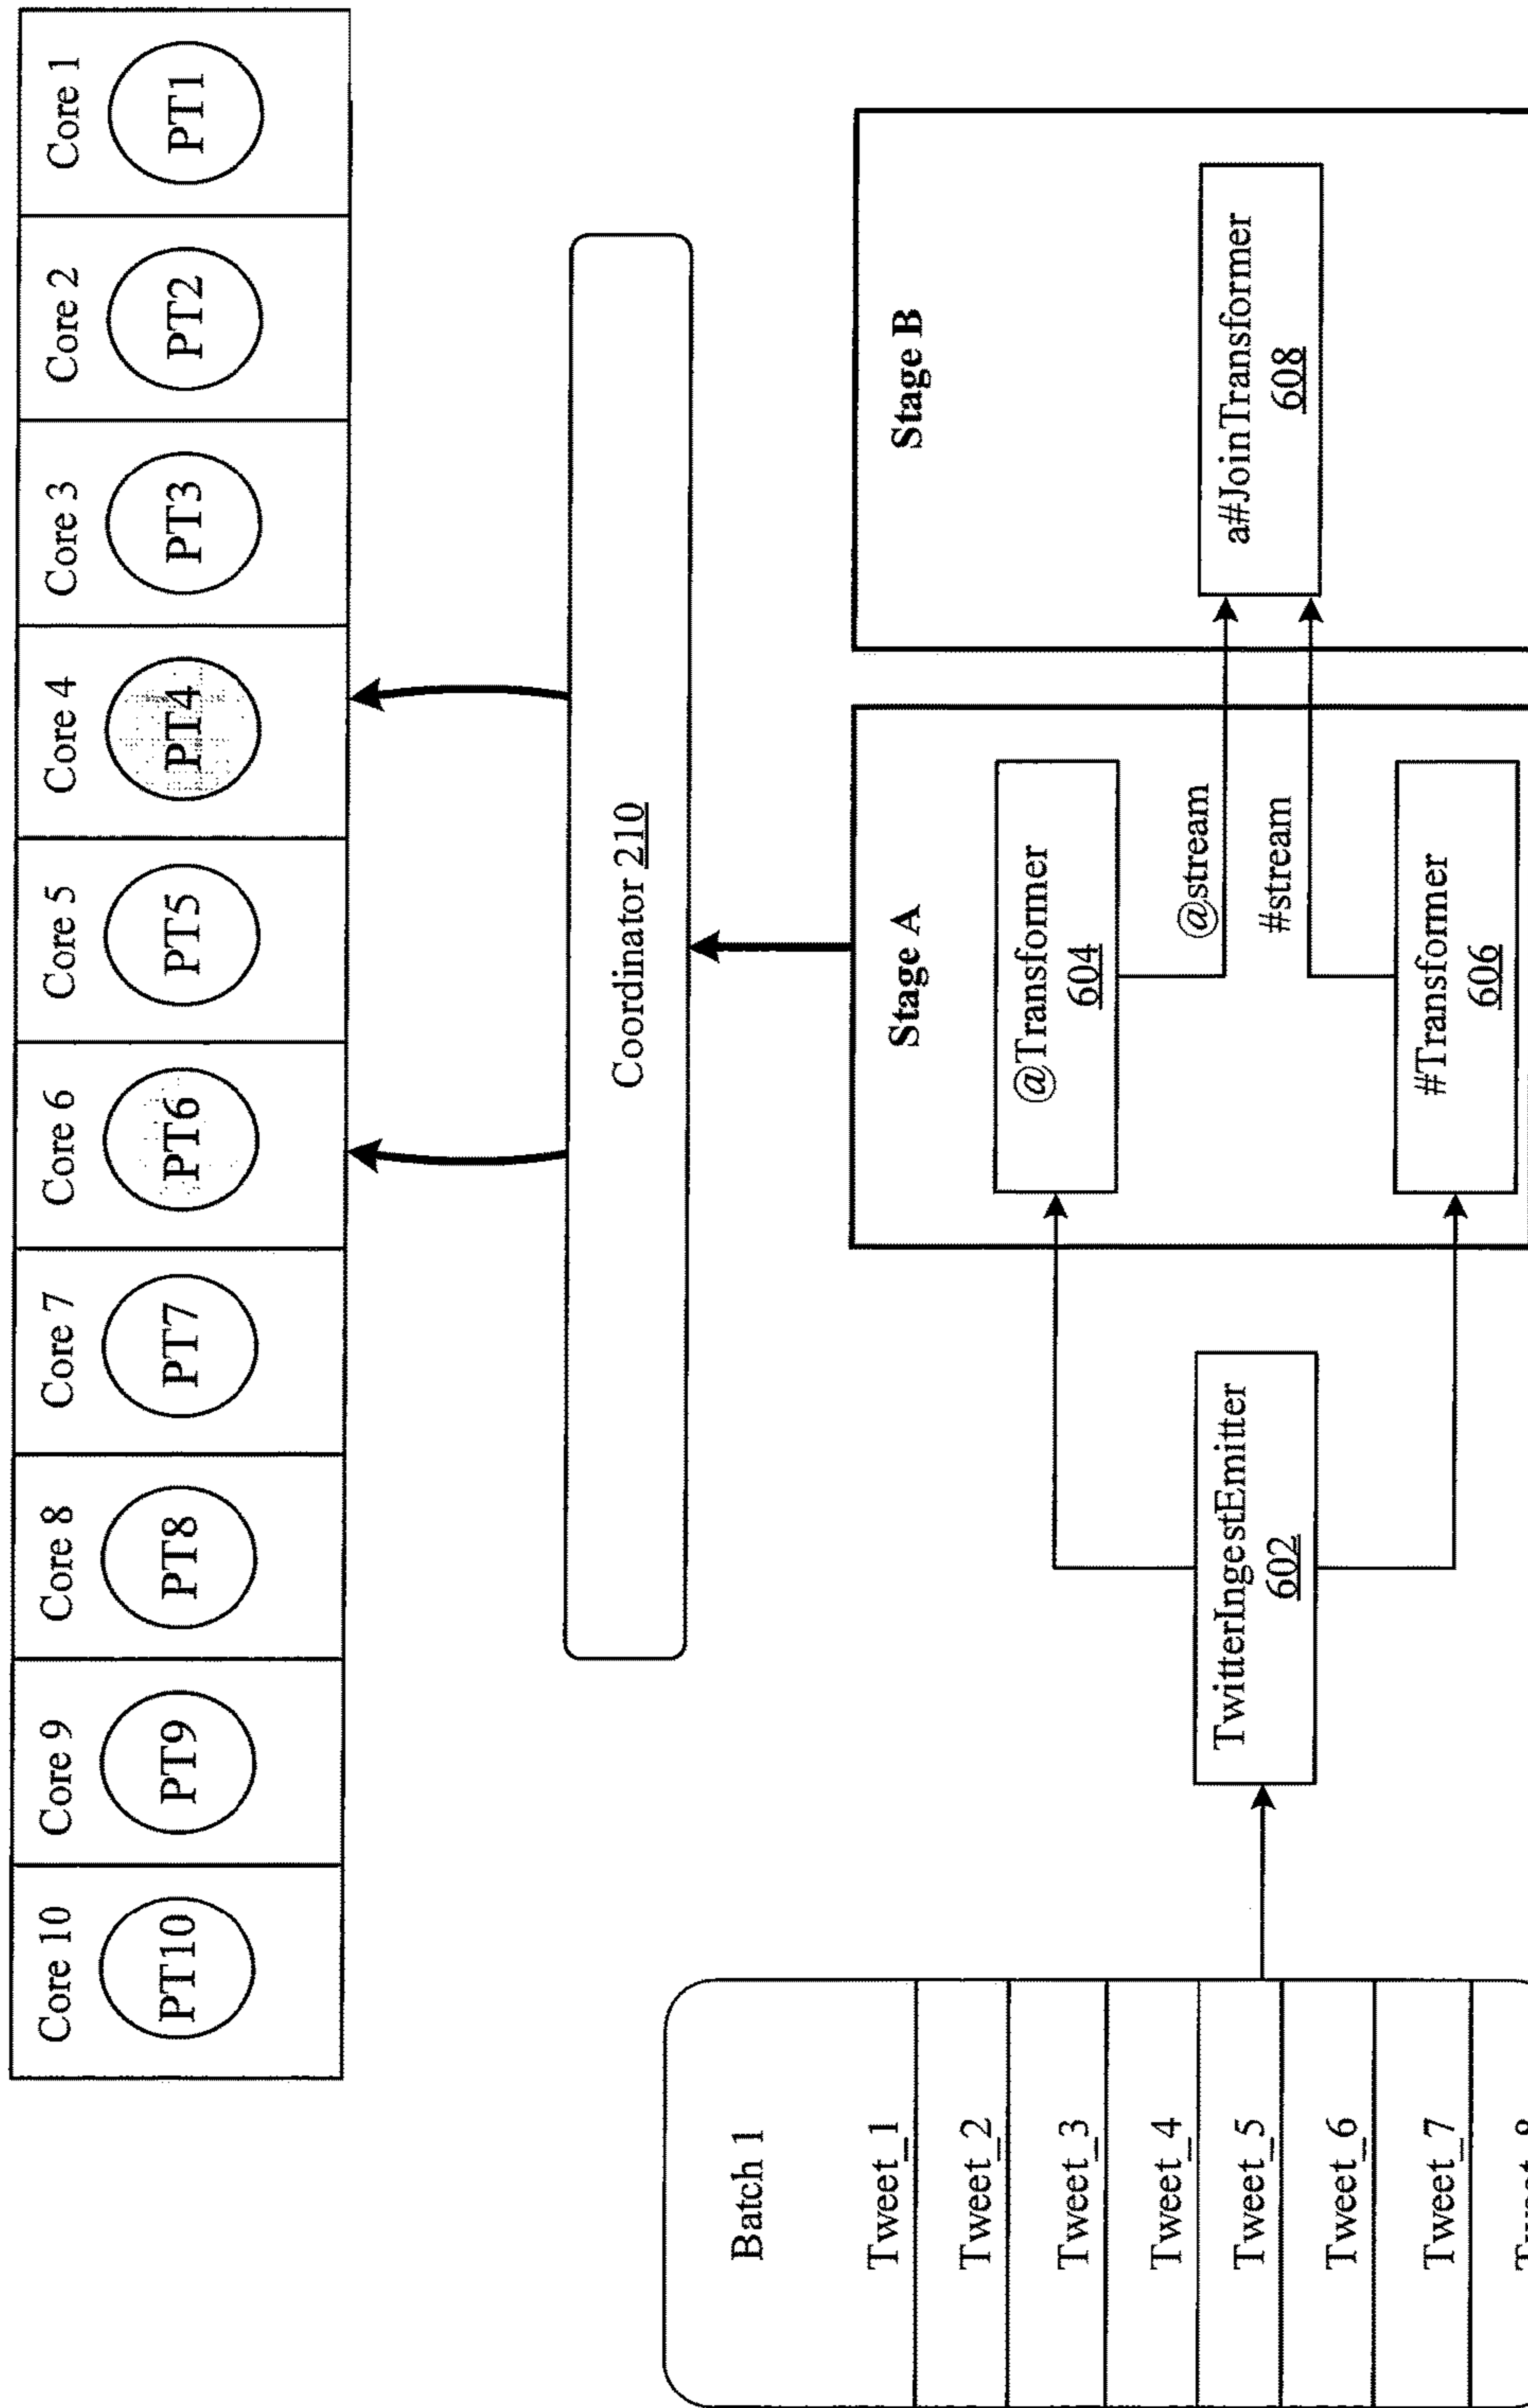 Core 10
Core 9
Core 8
Core 7
Core 6
Core 5
Core 4
Core 3
Core 2
Core 1
PT10
PT9
PT8
PT7
PT6
PT5
PT4
PT3
PT2
PT1
Coordinator 210
Batch 1
Tweet_1
Tweet_2
Tweet_3
Tweet_4
Tweet_5
Tweet_6
Tweet_7
TwitterIngestEmitter
602
Stage A
@Transformer
604
@stream
#stream
#Transformer
606
Stage B
a#JoinTransformer
608